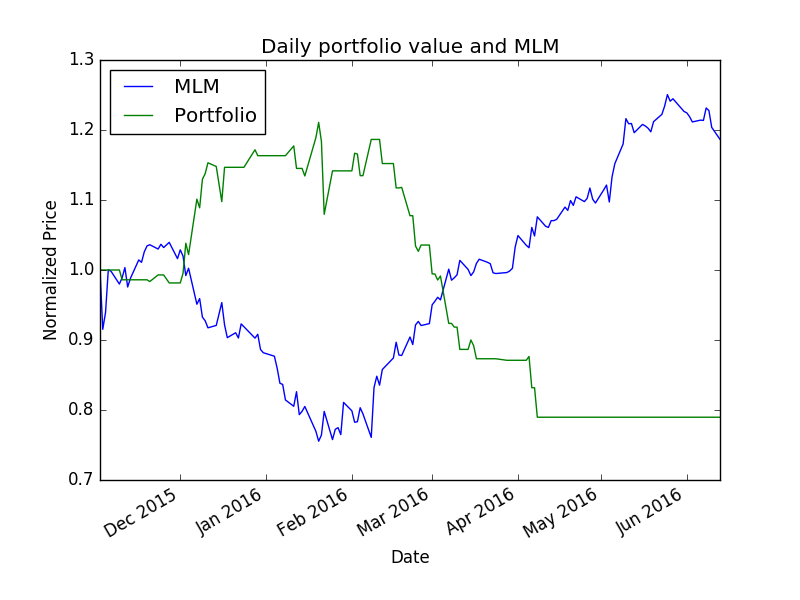 Daily portfolio value and MLM
MLM
Portfolio
1.3
1.2
1.1
1.0
0.9
0.8
0.7
Normalized Price
Dec 2015
Jan 2016
Feb 2016
Mar 2016
Apr 2016
May 2016
Jun 2016
Date